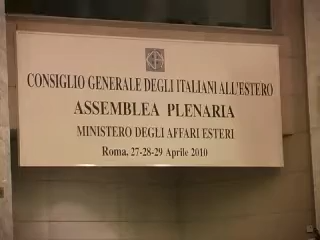 CONSIGLIO GENERALE DEGLI ITALIANI ALL'ESTERO
ASSEMBLEA PLENARIA
MINISTERO DEGLI AFFARI ESTERI
Roma, 27-28-29 Aprile 2010